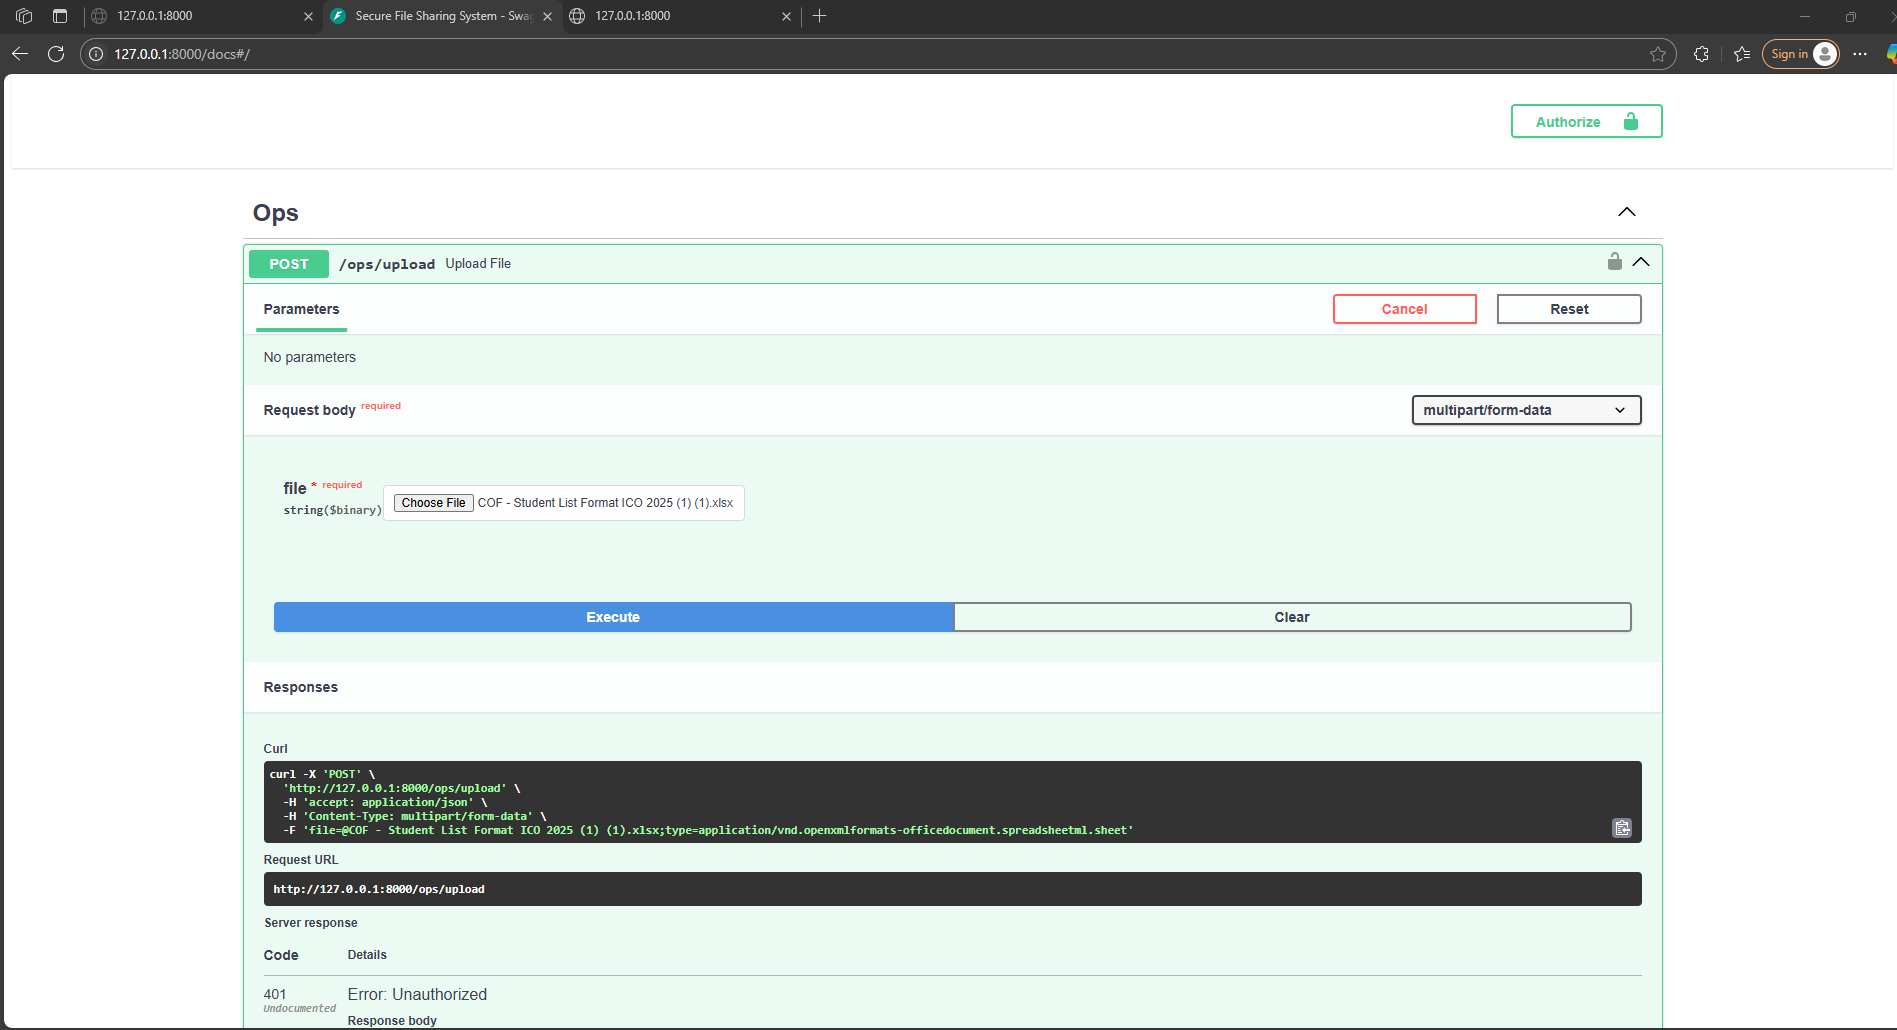 127.0.0.1:8000
Secure File Sharing System - Swa
127.0.0.1:8000
127.0.0.1:8000/docs#/
Sign in
Authorize
Ops
POST /ops/upload Upload File
Parameters
Cancel
Reset
No parameters
Request body required
multipart/form-data
file * required
string($binary)
Choose File COF - Student List Format ICO 2025 (1) (1).xlsx
Execute
Clear
Responses
Curl
curl -X 'POST' \
'http://127.0.0.1:8000/ops/upload' \
-H 'accept: application/json' \
-H 'Content-Type: multipart/form-data' \
-F 'file=@COF - Student List Format ICO 2025 (1) (1).xlsx;type=application/vnd.openxmlformats-officedocument.spreadsheetml.sheet'
Request URL
http://127.0.0.1:8000/ops/upload
Server response
Code Details
401 Error: Unauthorized
Undocumented
Response body